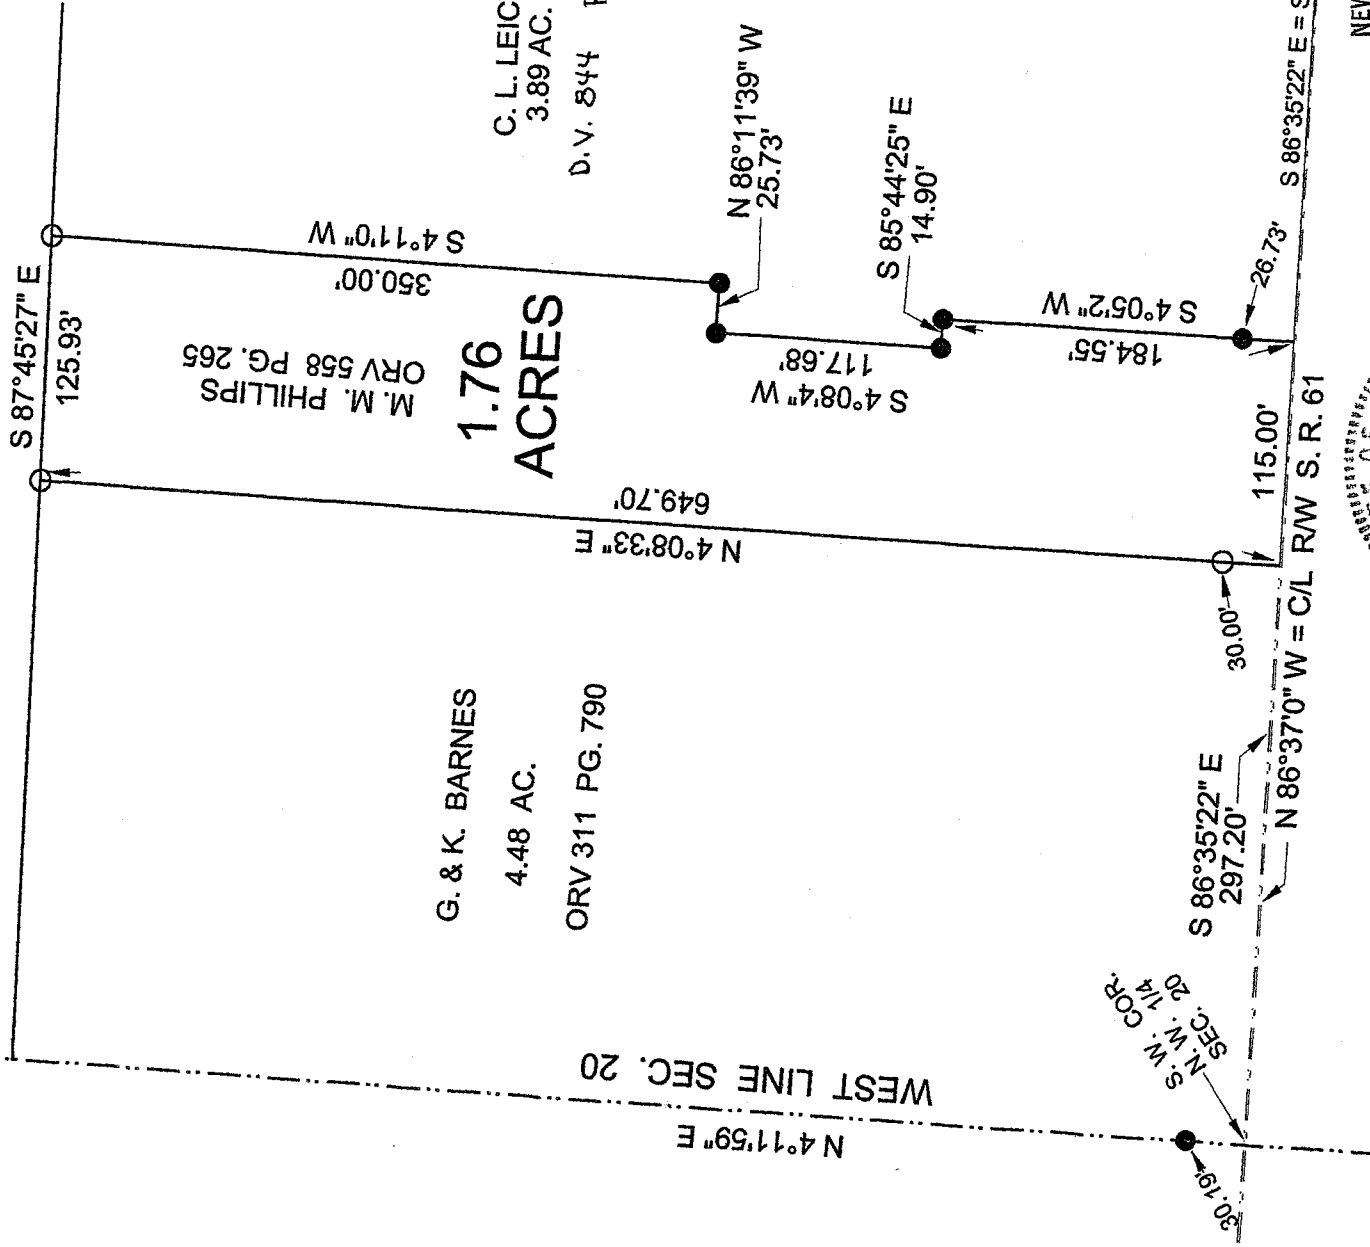 S 87°45'27" E
125.93'
C. L. LEIC
3.89 AC.
D.V. 844
M. M. PHILLIPS
ORV 558 PG. 265
1.76
ACRES
S 4°11'0" W
350.00'
N 86°11'39" W
25.73'
S 4°08'4" W
117.68'
S 85°44'25" E
14.90'
S 4°05'2" W
184.55'
26.73'
N 4°08'33" E
649.70'
30.00'
115.00'
G. & K. BARNES
4.48 AC.
ORV 311 PG. 790
S 86°35'22" E
297.20'
N 86°37'0" W = C/L R/W S. R. 61
S 86°35'22" E = S
NEV
S. W. COR.
N. W. 1/4
SEC. 20
30.19'
WEST LINE SEC. 20
N 4°11'59" E